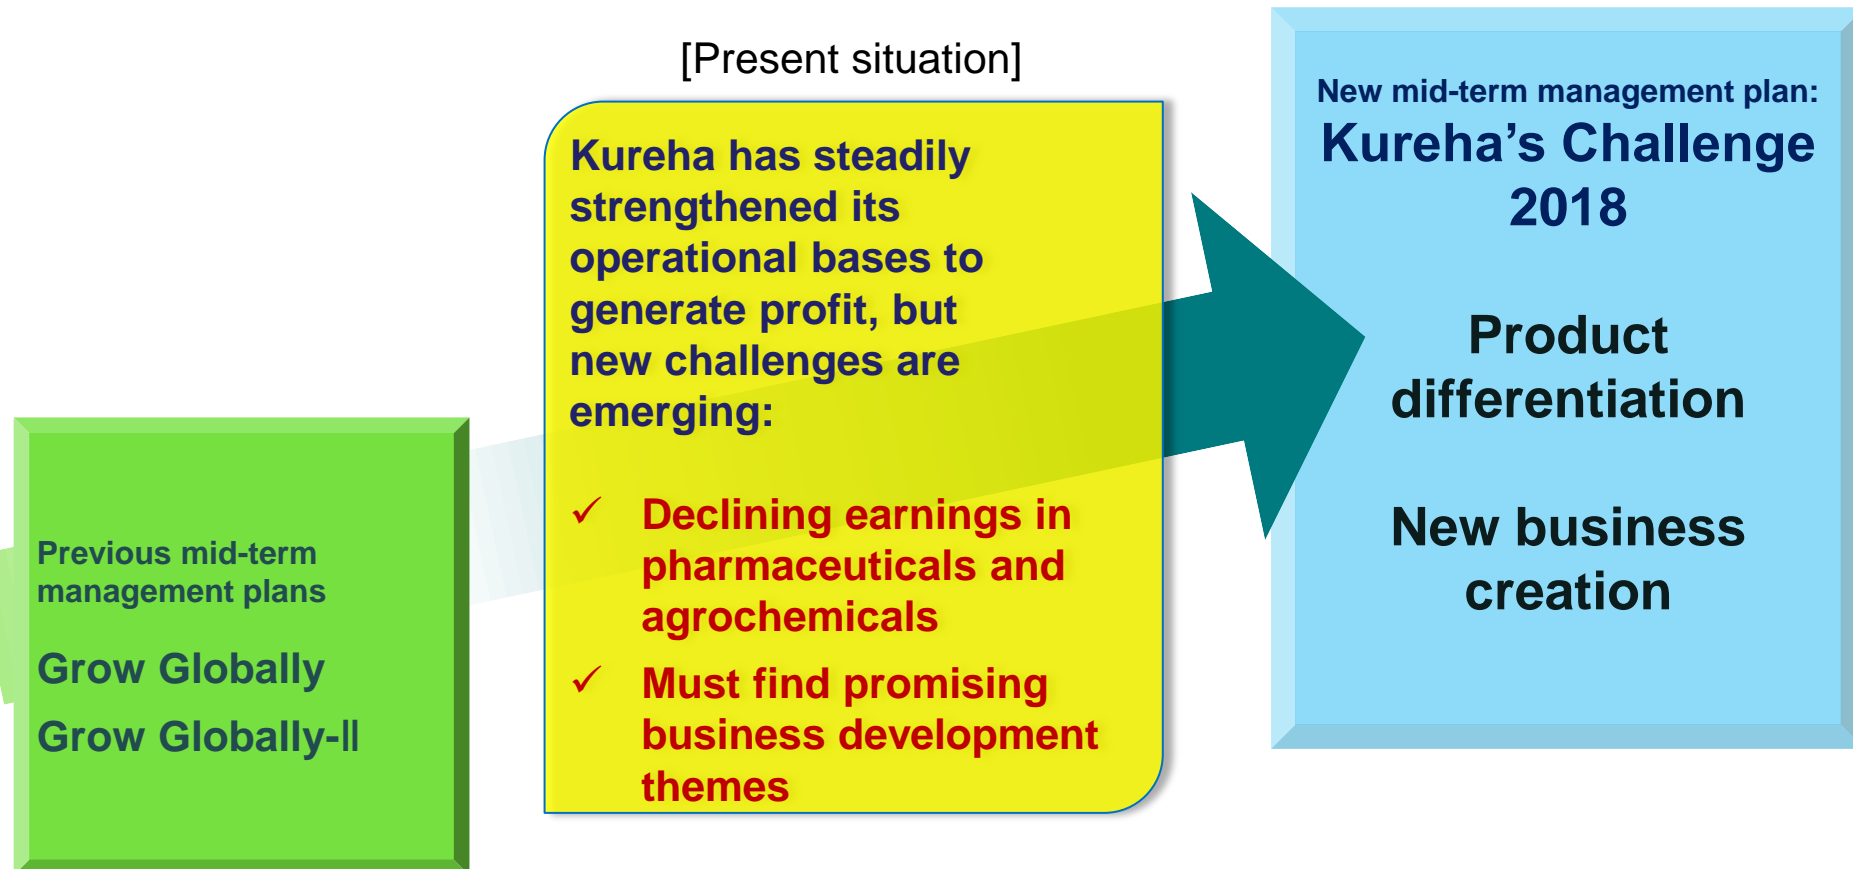 Previous mid-term
management plans
Grow Globally
Grow Globally-Ⅱ
[Present situation]
Kureha has steadily
strengthened its
operational bases to
generate profit, but
new challenges are
emerging:
✓ Declining earnings in
pharmaceuticals and
agrochemicals
✓ Must find promising
business development
themes
New mid-term management plan:
Kureha’s Challenge
2018
Product
differentiation
New business
creation